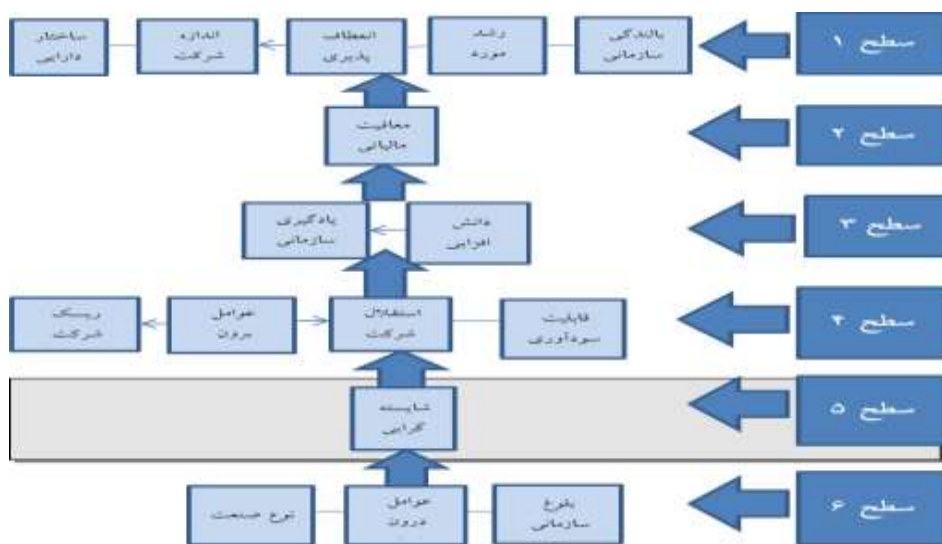 سطح ۱
بالندگی
سازمانی
رشد
مورد
انعطاف
پذیری
اندازه
شرکت
ساختار
دارایی
سطح ۲
معافیت
مالیاتی
سطح ۳
دانش
افزایی
یادگیری
سازمانی
سطح ۴
قابلیت
سودآوری
استقلال
شرکت
عوامل
برون
ریسک
شرکت
سطح ۵
شایسته
گرایی
سطح ۶
بلوغ
سازمانی
عوامل
درون
نوع صنعت